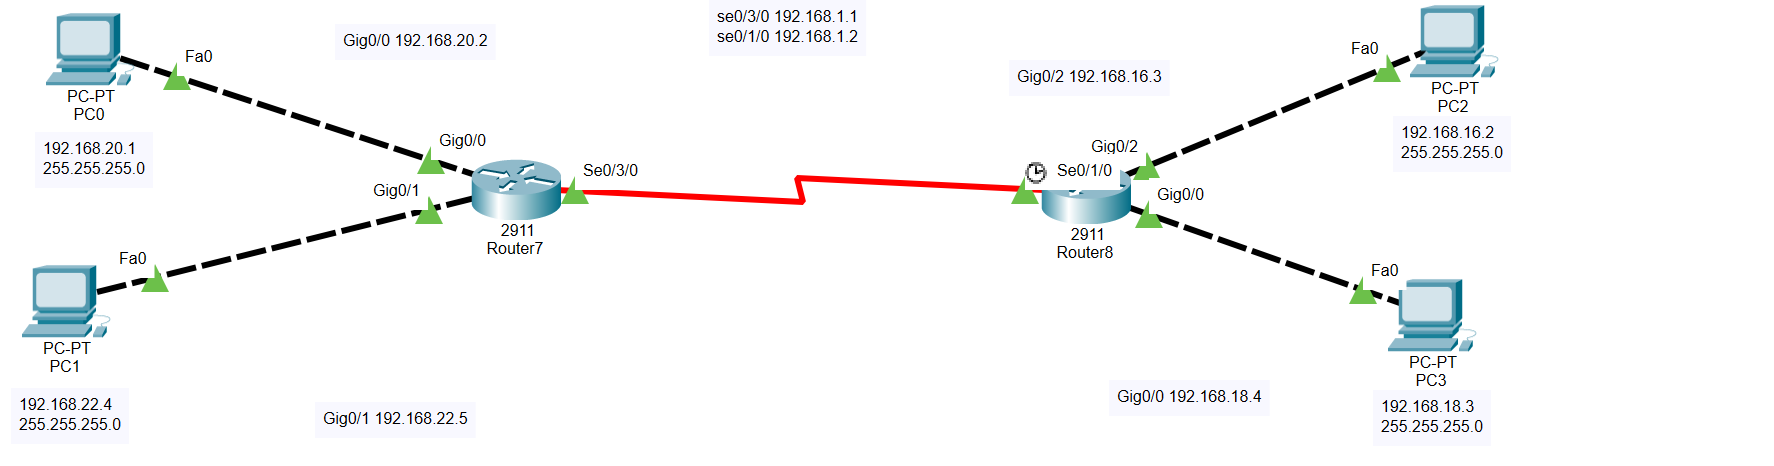 se0/3/0 192.168.1.1
se0/1/0 192.168.1.2
Gig0/0 192.168.20.2
Fa0
PC-PT
PC0
192.168.20.1
255.255.255.0
Gig0/0
Gig0/1
Se0/3/0
2911
Router7
Fa0
PC-PT
PC1
192.168.22.4
255.255.255.0
Gig0/1 192.168.22.5
Gig0/2 192.168.16.3
Fa0
PC-PT
PC2
192.168.16.2
255.255.255.0
Gig0/2
Se0/1/0
Gig0/0
2911
Router8
Fa0
PC-PT
PC3
192.168.18.3
255.255.255.0
Gig0/0 192.168.18.4